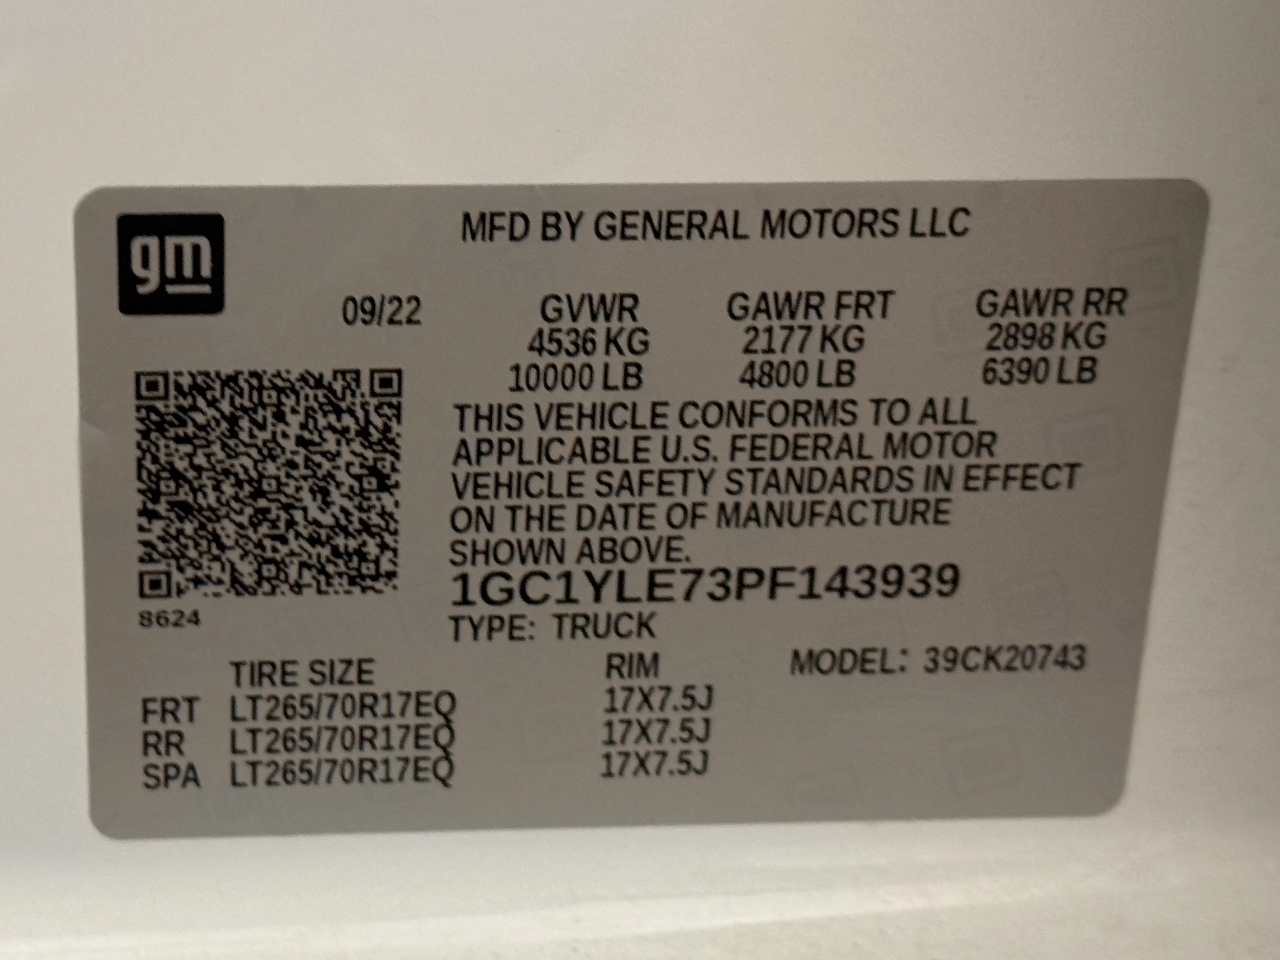 gm
MFD BY GENERAL MOTORS LLC
09/22 GVWR GAWR FRT GAWR RR
4536 KG 2177 KG 2898 KG
10000 LB 4800 LB 6390 LB
THIS VEHICLE CONFORMS TO ALL
APPLICABLE U.S. FEDERAL MOTOR
VEHICLE SAFETY STANDARDS IN EFFECT
ON THE DATE OF MANUFACTURE
SHOWN ABOVE.
1GC1YLE73PF143939
8624
TYPE: TRUCK
TIRE SIZE RIM MODEL: 39CK20743
FRT LT265/70R17EQ 17X7.5J
RR LT265/70R17EQ 17X7.5J
SPA LT265/70R17EQ 17X7.5J